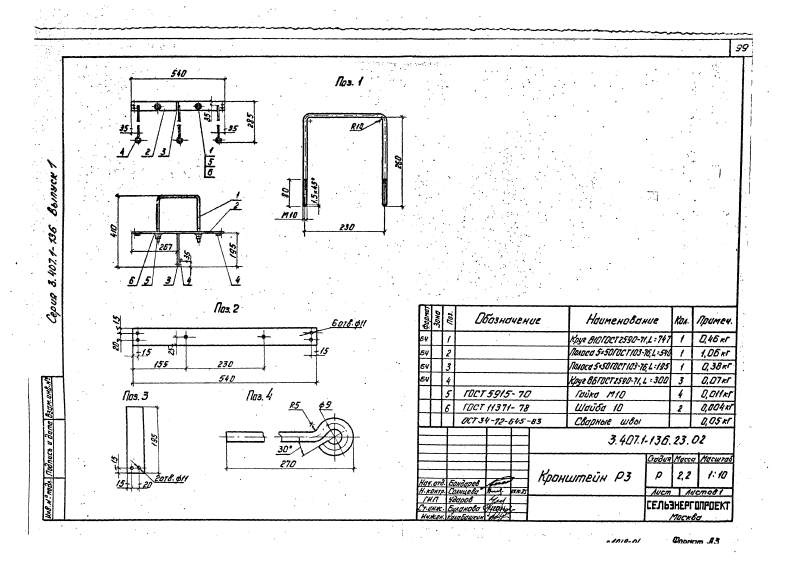 99
Серия 3.407.1-136 Выпуск 1
540
35
35
35
285
4
2
3
1
5
6
Поз. 1
R10
260
80
1,5×45°
М10
230
1
2
410
267
35
195
6
5
3
4
4
Поз. 2
6 отв. ф11
15
20
15
25
15
155
230
540
Поз. 3
195
15
2отв. ф11
15
20
Поз. 4
R5
ф9
30°
270
Формат
Зона
Поз.
Обозначение
Наименование
Кол.
Примеч.
БЧ 1 Круг В10 ГОСТ 2590-71, L=747 1 0,46 кг
БЧ 2 Полоса 5×50 ГОСТ 103-76, L=540 1 1,06 кг
БЧ 3 Полоса 5×50 ГОСТ 103-76, L=195 1 0,38 кг
БЧ 4 Круг В6 ГОСТ 2590-71, L=300 3 0,07 кг
5 ГОСТ 5915-70 Гайка М10 4 0,011 кг
6 ГОСТ 11371-78 Шайба 10 2 0,004 кг
ОСТ 34-72-645-83 Сварные швы 0,05 кг
3.407.1-136.23.02
Кронштейн Р3
Стадия Масса Масштаб
Р 2,2 1:10
Лист Листов 1
СЕЛЬЭНЕРГОПРОЕКТ
Москва
Нач. отд. Бондарев
Н. контр. Солнцева
ГИП Ударов
Ст. инж. Буланова
Инжен.
Инв. № подл. Подпись и дата Взам. инв. №
Формат А3